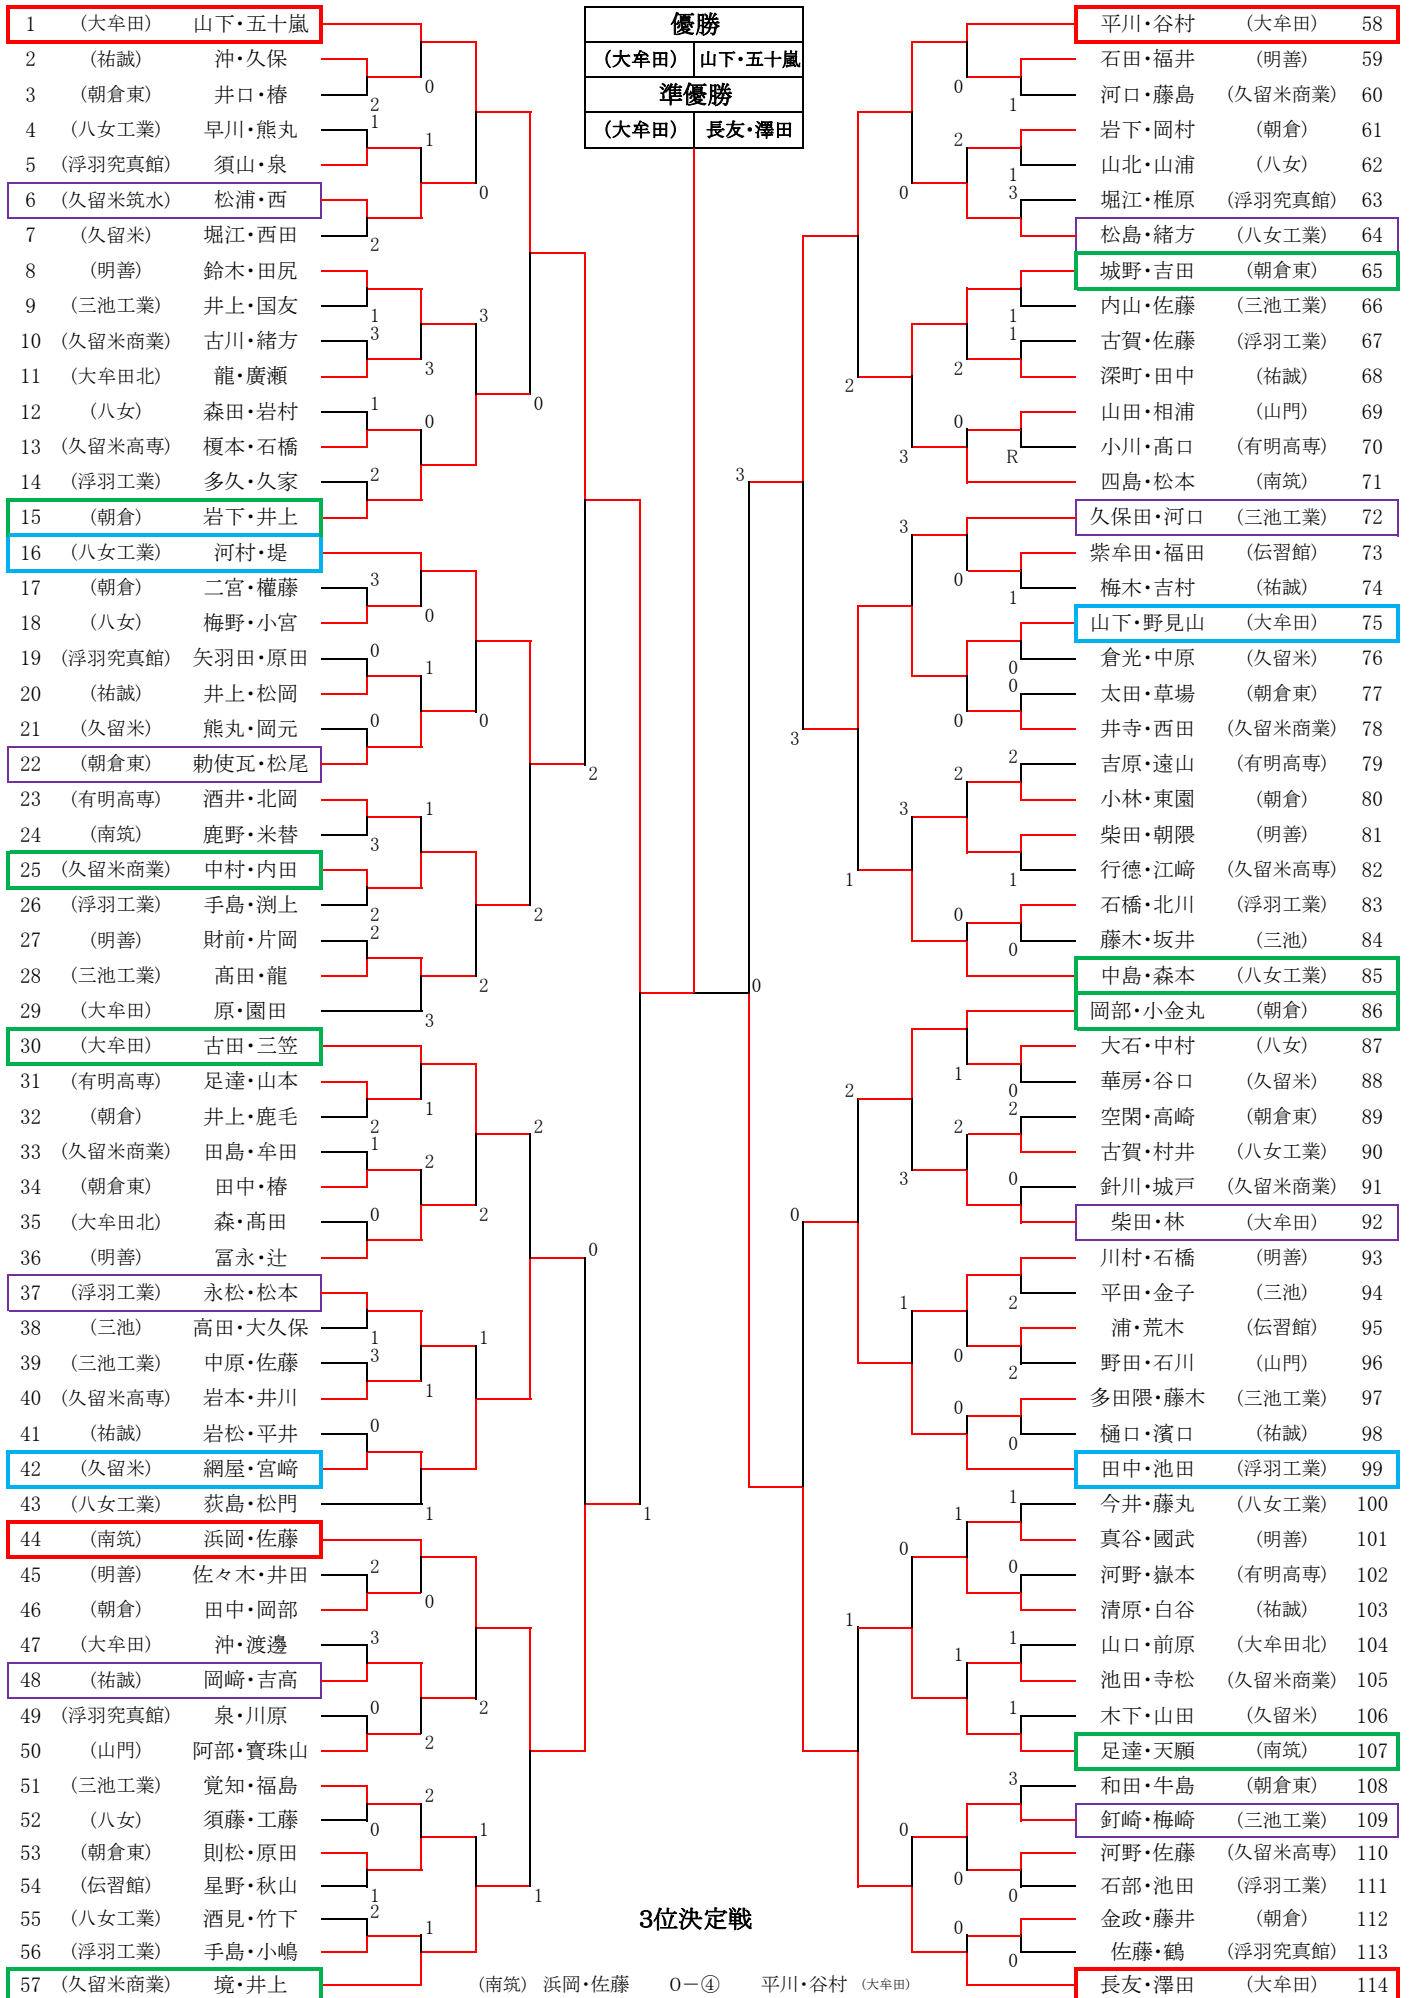 優勝
(大牟田) 山下・五十嵐
準優勝
(大牟田) 長友・澤田
1 (大牟田) 山下・五十嵐
2 (祐誠) 沖・久保
3 (朝倉東) 井口・椿
4 (八女工業) 早川・熊丸
5 (浮羽究真館) 須山・泉
6 (久留米筑水) 松浦・西
7 (久留米) 堀江・西田
8 (明善) 鈴木・田尻
9 (三池工業) 井上・国友
10 (久留米商業) 古川・緒方
11 (大牟田北) 龍・廣瀬
12 (八女) 森田・岩村
13 (久留米高専) 榎本・石橋
14 (浮羽工業) 多久・久家
15 (朝倉) 岩下・井上
16 (八女工業) 河村・堤
17 (朝倉) 二宮・權藤
18 (八女) 梅野・小宮
19 (浮羽究真館) 矢羽田・原田
20 (祐誠) 井上・松岡
21 (久留米) 熊丸・岡元
22 (朝倉東) 勅使瓦・松尾
23 (有明高専) 酒井・北岡
24 (南筑) 鹿野・米替
25 (久留米商業) 中村・内田
26 (浮羽工業) 手島・渕上
27 (明善) 財前・片岡
28 (三池工業) 髙田・龍
29 (大牟田) 原・園田
30 (大牟田) 古田・三笠
31 (有明高専) 足達・山本
32 (朝倉) 井上・鹿毛
33 (久留米商業) 田島・牟田
34 (朝倉東) 田中・椿
35 (大牟田北) 森・髙田
36 (明善) 冨永・辻
37 (浮羽工業) 永松・松本
38 (三池) 高田・大久保
39 (三池工業) 中原・佐藤
40 (久留米高専) 岩本・井川
41 (祐誠) 岩松・平井
42 (久留米) 網屋・宮﨑
43 (八女工業) 荻島・松門
44 (南筑) 浜岡・佐藤
45 (明善) 佐々木・井田
46 (朝倉) 田中・岡部
47 (大牟田) 沖・渡邊
48 (祐誠) 岡﨑・吉高
49 (浮羽究真館) 泉・川原
50 (山門) 阿部・寳珠山
51 (三池工業) 覚知・福島
52 (八女) 須藤・工藤
53 (朝倉東) 則松・原田
54 (伝習館) 星野・秋山
55 (八女工業) 酒見・竹下
56 (浮羽工業) 手島・小嶋
57 (久留米商業) 境・井上
平川・谷村 (大牟田) 58
石田・福井 (明善) 59
河口・藤島 (久留米商業) 60
岩下・岡村 (朝倉) 61
山北・山浦 (八女) 62
堀江・椎原 (浮羽究真館) 63
松島・緒方 (八女工業) 64
城野・吉田 (朝倉東) 65
内山・佐藤 (三池工業) 66
古賀・佐藤 (浮羽工業) 67
深町・田中 (祐誠) 68
山田・相浦 (山門) 69
小川・髙口 (有明高専) 70
四島・松本 (南筑) 71
久保田・河口 (三池工業) 72
紫牟田・福田 (伝習館) 73
梅木・吉村 (祐誠) 74
山下・野見山 (大牟田) 75
倉光・中原 (久留米) 76
太田・草場 (朝倉東) 77
井寺・西田 (久留米商業) 78
吉原・遠山 (有明高専) 79
小林・東園 (朝倉) 80
柴田・朝隈 (明善) 81
行德・江﨑 (久留米高専) 82
石橋・北川 (浮羽工業) 83
藤木・坂井 (三池) 84
中島・森本 (八女工業) 85
岡部・小金丸 (朝倉) 86
大石・中村 (八女) 87
華房・谷口 (久留米) 88
空閑・高崎 (朝倉東) 89
古賀・村井 (八女工業) 90
針川・城戸 (久留米商業) 91
柴田・林 (大牟田) 92
川村・石橋 (明善) 93
平田・金子 (三池) 94
浦・荒木 (伝習館) 95
野田・石川 (山門) 96
多田隈・藤木 (三池工業) 97
樋口・濱口 (祐誠) 98
田中・池田 (浮羽工業) 99
今井・藤丸 (八女工業) 100
真谷・國武 (明善) 101
河野・嶽本 (有明高専) 102
清原・白谷 (祐誠) 103
山口・前原 (大牟田北) 104
池田・寺松 (久留米商業) 105
木下・山田 (久留米) 106
足達・天願 (南筑) 107
和田・牛島 (朝倉東) 108
釘崎・梅崎 (三池工業) 109
河野・佐藤 (久留米高専) 110
石部・池田 (浮羽工業) 111
金政・藤井 (朝倉) 112
佐藤・鶴 (浮羽究真館) 113
長友・澤田 (大牟田) 114
3位決定戦
(南筑) 浜岡・佐藤 0－④ 平川・谷村 (大牟田)